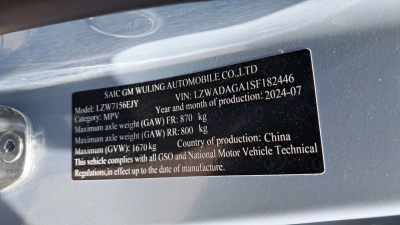 SAIC GM WULING AUTOMOBILE CO.,LTD
Model: LZW7156EJY VIN: LZWADAGA1SF182446
Category: MPV Year and month of production: 2024-07
Maximum axle weight (GAW) FR: 870 kg
Maximum axle weight (GAW) RR: 800 kg
Maximum (GVW): 1670 kg Country of production: China
This vehicle complies with all GSO and National Motor Vehicle Technical
Regulations,in effect up to the date of manufacture.